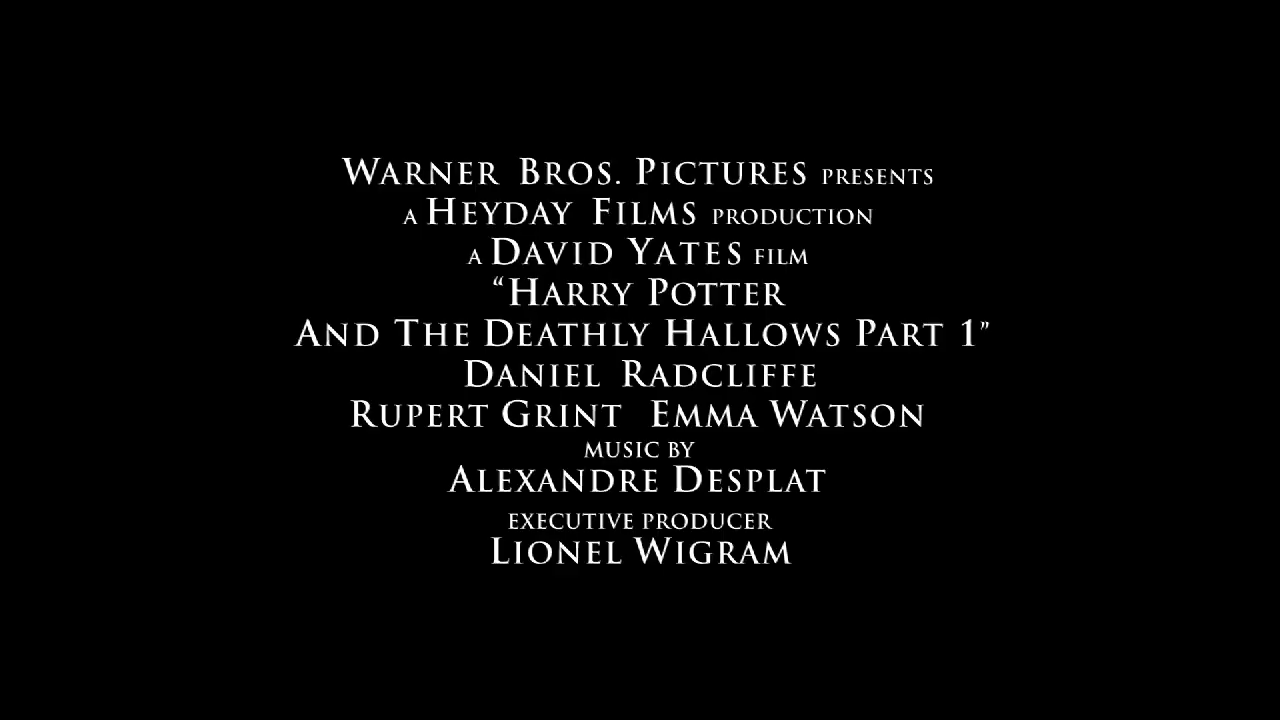 WARNER BROS. PICTURES PRESENTS
A HEYDAY FILMS PRODUCTION
A DAVID YATES FILM
“HARRY POTTER
AND THE DEATHLY HALLOWS PART 1”
DANIEL RADCLIFFE
RUPERT GRINT EMMA WATSON
MUSIC BY
ALEXANDRE DESPLAT
EXECUTIVE PRODUCER
LIONEL WIGRAM